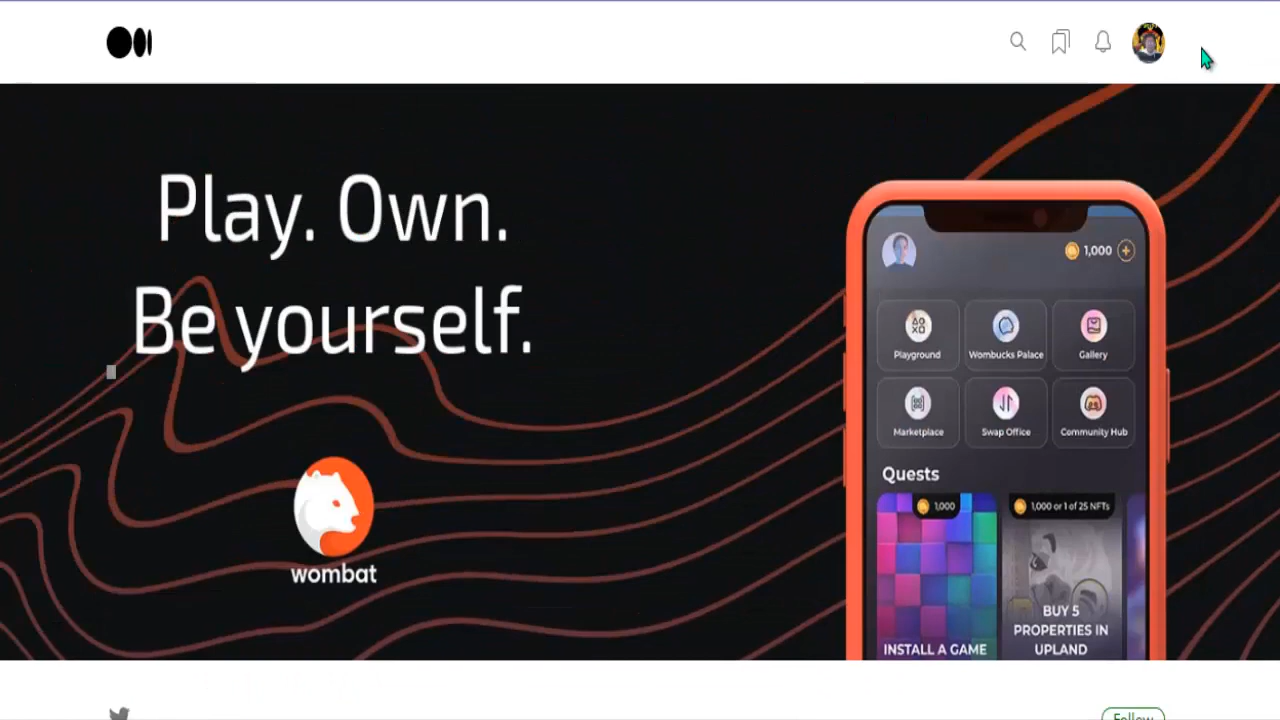 Play. Own.
Be yourself.
wombat
1,000
Playground
Wombucks Palace
Gallery
Marketplace
Swap Office
Community Hub
Quests
1,000
1,000 or 1 of 25 NFTs
INSTALL A GAME
BUY 5
PROPERTIES IN
UPLAND
Follow